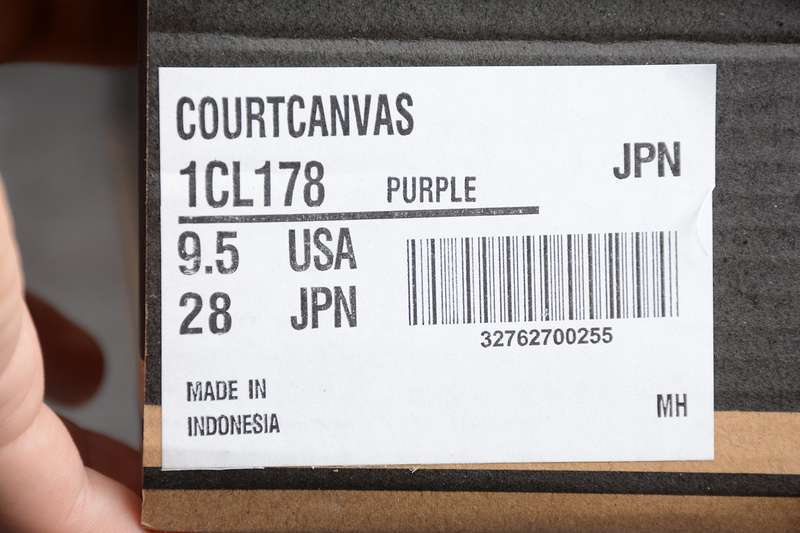 COURTCANVAS
1CL178 PURPLE
JPN
9.5 USA
28 JPN
32762700255
MADE IN
INDONESIA
MH